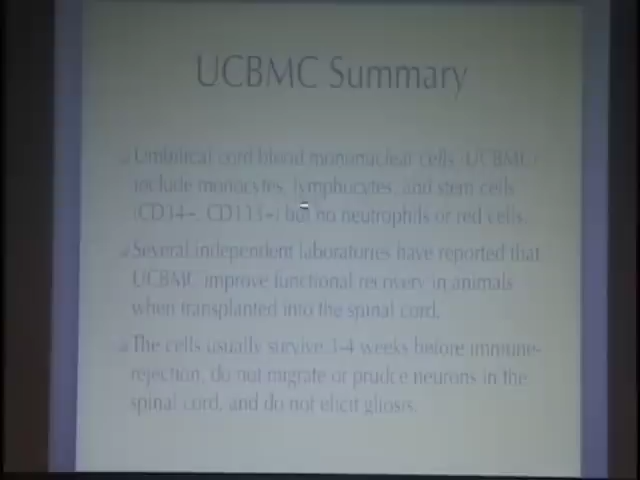 UCBMC Summary
Umbilical cord blood mononuclear cells (UCBMC)
include monocytes, lymphocytes, and stem cells
(CD34+, CD133+) but no neutrophils or red cells.
Several independent laboratories have reported that
UCBMC improve functional recovery in animals
when transplanted into the spinal cord.
The cells usually survive 3-4 weeks before immune-
rejection, do not migrate or prudce neurons in the
spinal cord, and do not elicit gliosis.